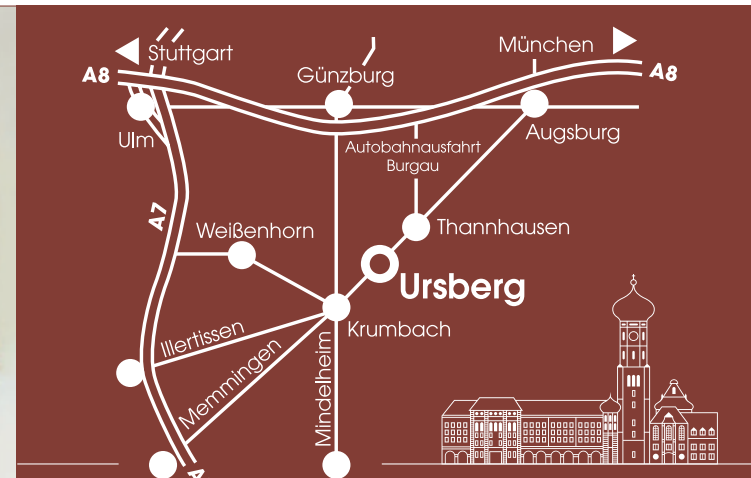 Stuttgart
München
A8
A8
Günzburg
Ulm
Augsburg
Autobahnausfahrt
Burgau
A7
Weißenhorn
Thannhausen
Ursberg
Krumbach
Illertissen
Memmingen
Mindelheim